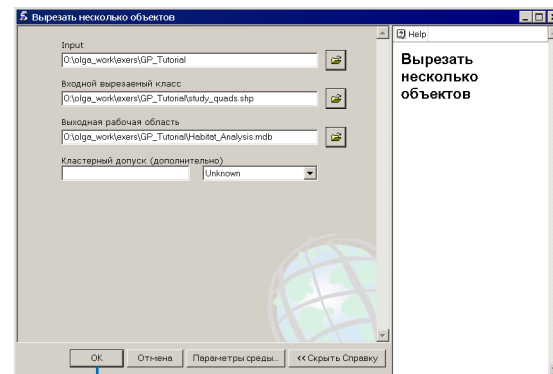 Вырезать несколько объектов
Input
O:\olga_work\exers\GP_Tutorial
Входной вырезаемый класс
O:\olga_work\exers\GP_Tutorial\study_quads.shp
Выходная рабочая область
O:\olga_work\exers\GP_Tutorial\Habitat_Analysis.mdb
Кластерный допуск (дополнительно)
Unknown
OK
Отмена
Параметры среды...
<< Скрыть Справку
Help
Вырезать
несколько
объектов